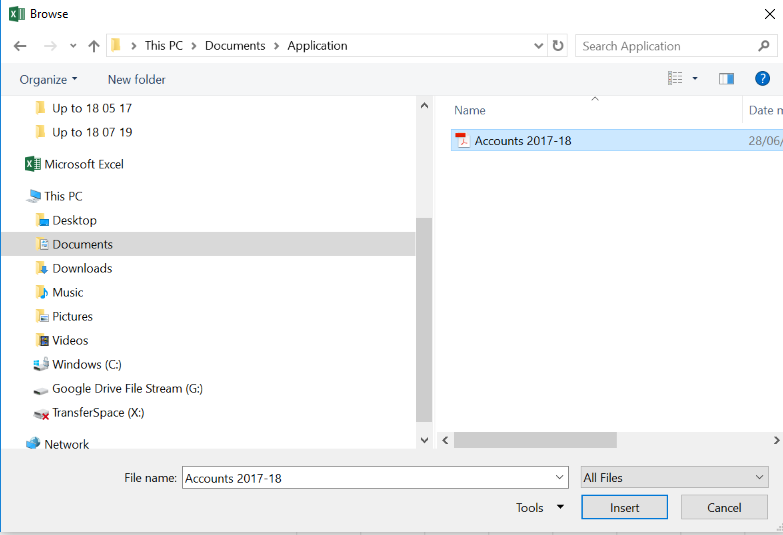 Browse
This PC > Documents > Application
Search Application
Organize
New folder
Up to 18 05 17
Up to 18 07 19
Microsoft Excel
This PC
Desktop
Documents
Downloads
Music
Pictures
Videos
Windows (C:)
Google Drive File Stream (G:)
TransferSpace (X:)
Network
Name
Date m
Accounts 2017-18
28/06/
File name: Accounts 2017-18
All Files
Tools
Insert
Cancel